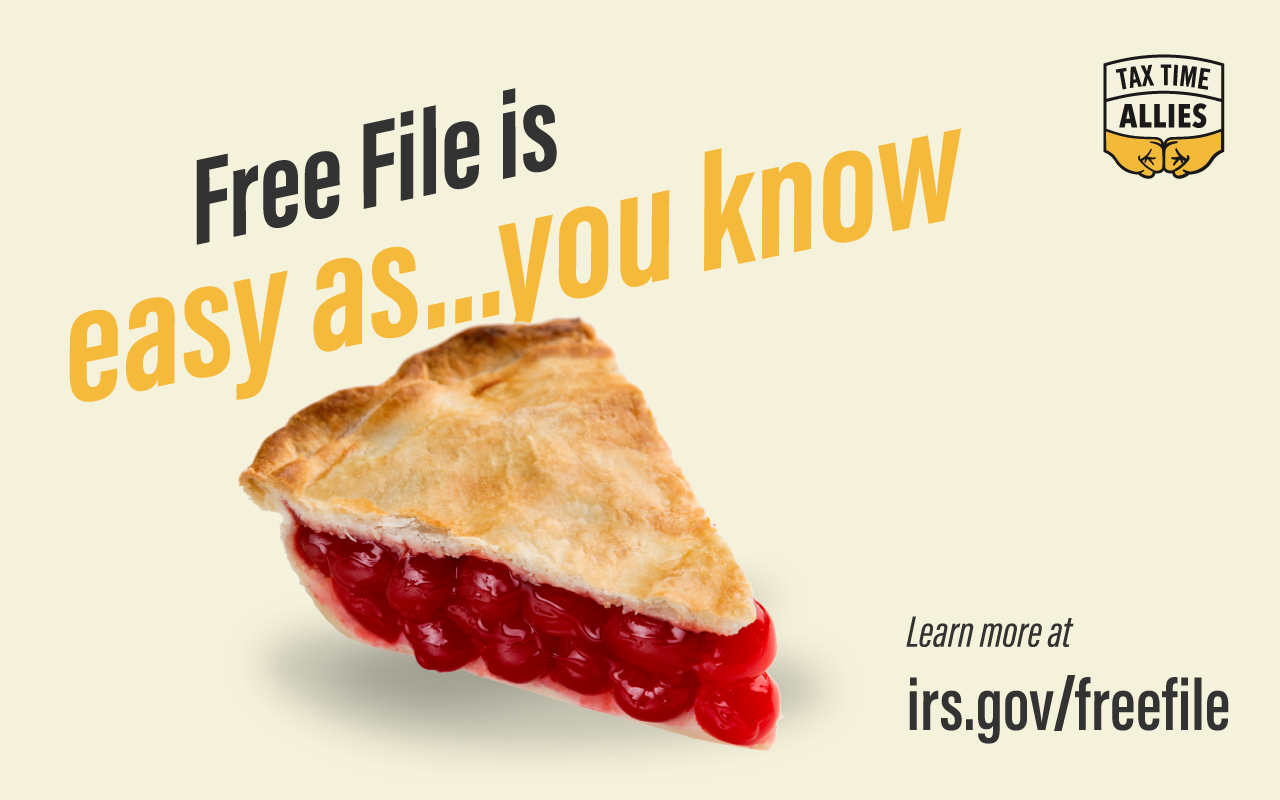 TAX TIME
ALLIES
Free File is
easy as...you know
Learn more at
irs.gov/freefile